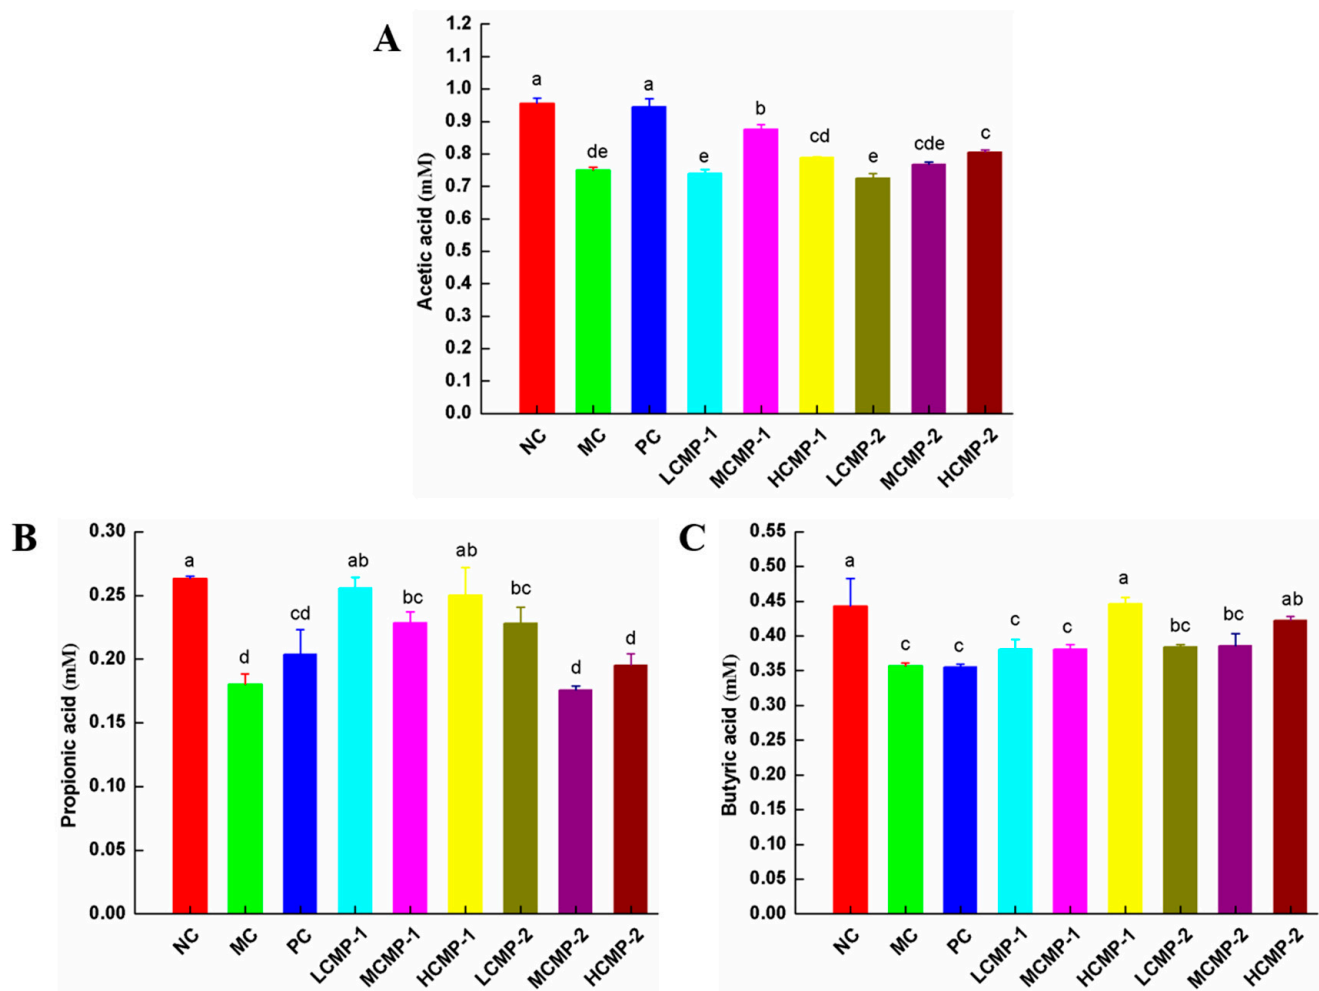 A
Acetic acid (mM)
1.2
1.1
1.0
0.9
0.8
0.7
0.6
0.5
0.4
0.3
0.2
0.1
0.0
a
de
a
e
b
cd
e
cde
c
NC
MC
PC
LCMP-1
MCMP-1
HCMP-1
LCMP-2
MCMP-2
HCMP-2
B
Propionic acid (mM)
0.30
0.25
0.20
0.15
0.10
0.05
0.00
a
d
cd
ab
bc
ab
bc
d
d
NC
MC
PC
LCMP-1
MCMP-1
HCMP-1
LCMP-2
MCMP-2
HCMP-2
C
Butyric acid (mM)
0.55
0.50
0.45
0.40
0.35
0.30
0.25
0.20
0.15
0.10
0.05
0.00
a
c
c
c
c
a
bc
bc
ab
NC
MC
PC
LCMP-1
MCMP-1
HCMP-1
LCMP-2
MCMP-2
HCMP-2